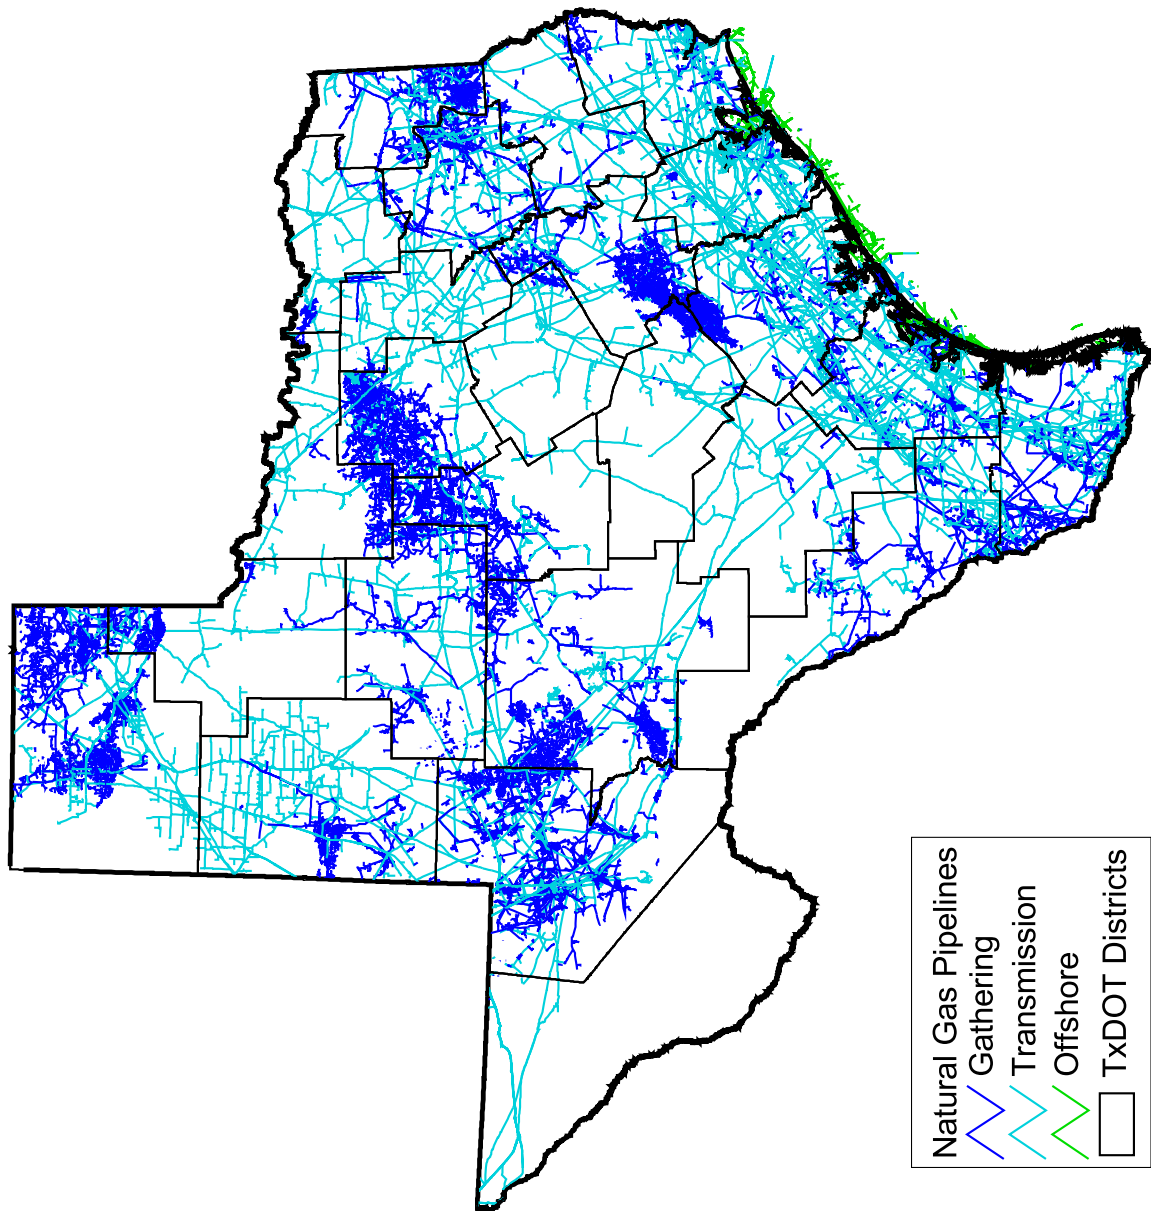 Natural Gas Pipelines
Gathering
Transmission
Offshore
TxDOT Districts